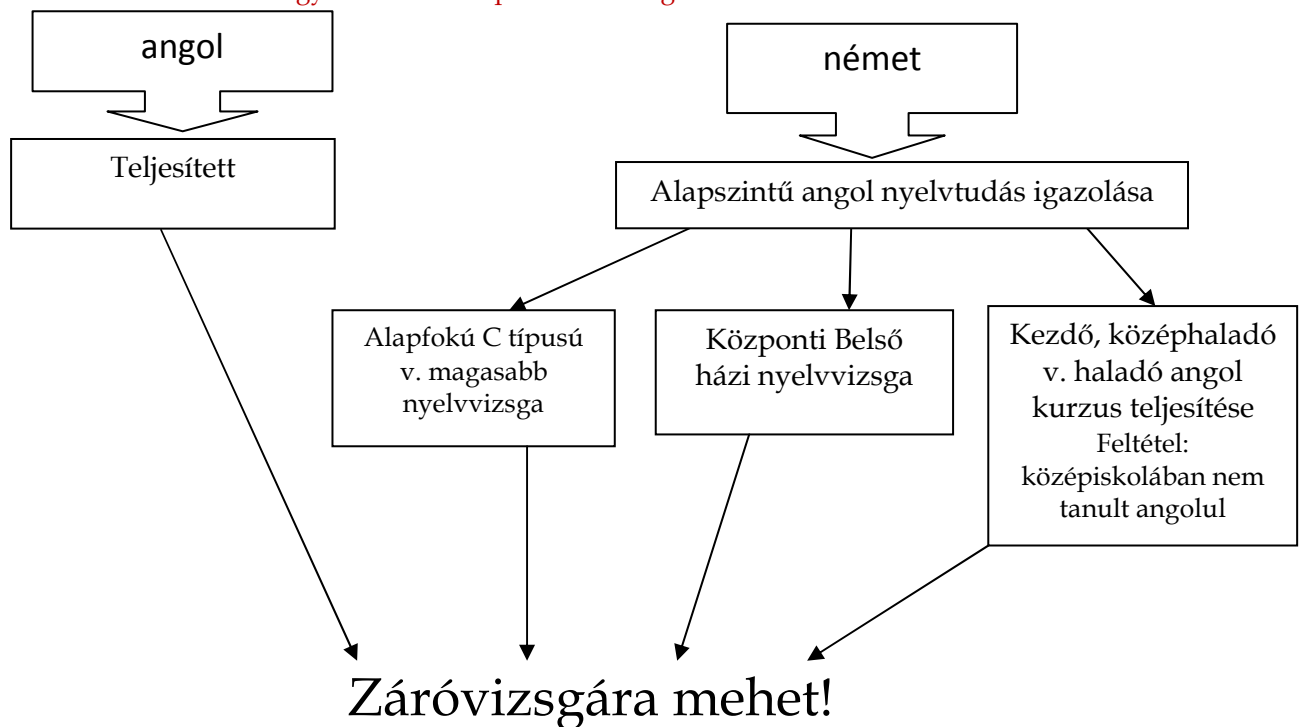 angol
német
Teljesített
Alapszintű angol nyelvtudás igazolása
Alapfokú C típusú
v. magasabb
nyelvvizsga
Központi Belső
házi nyelvvizsga
Kezdő, középhaladó
v. haladó angol
kurzus teljesítése
Feltétel:
középiskolában nem
tanult angolul
Záróvizsgára mehet!